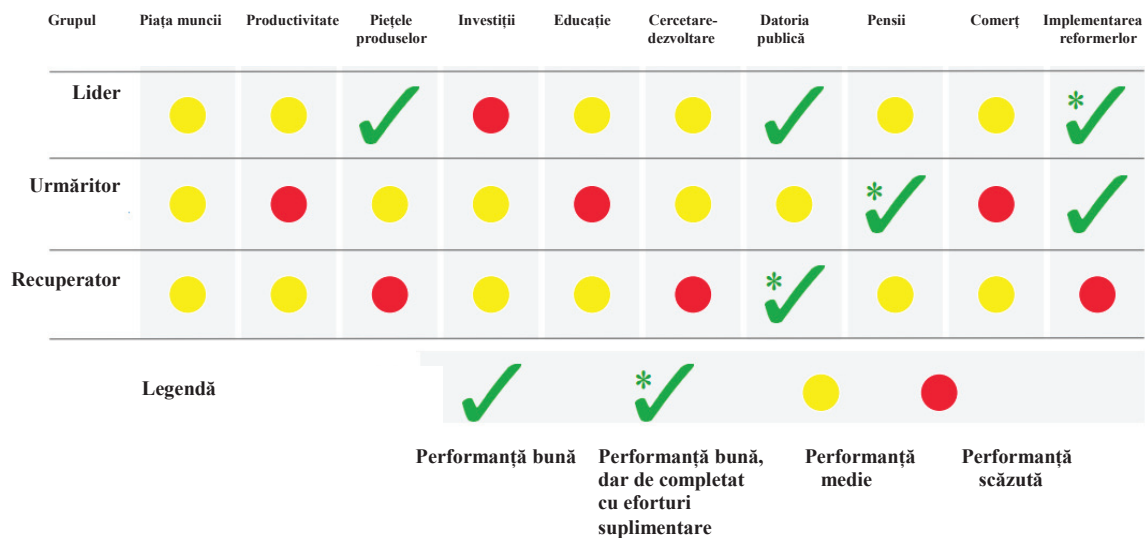 Grupul Piața muncii Productivitate Piețele produselor Investiții Educație Cercetare-dezvoltare Datoria publică Pensii Comerț Implementarea reformerlor
Lider
*
Urmăritor
*
Recuperator
*
Legendă
*
Performanță bună
Performanță bună,
dar de completat
cu eforturi
suplimentare
Performanță
medie
Performanță
scăzută